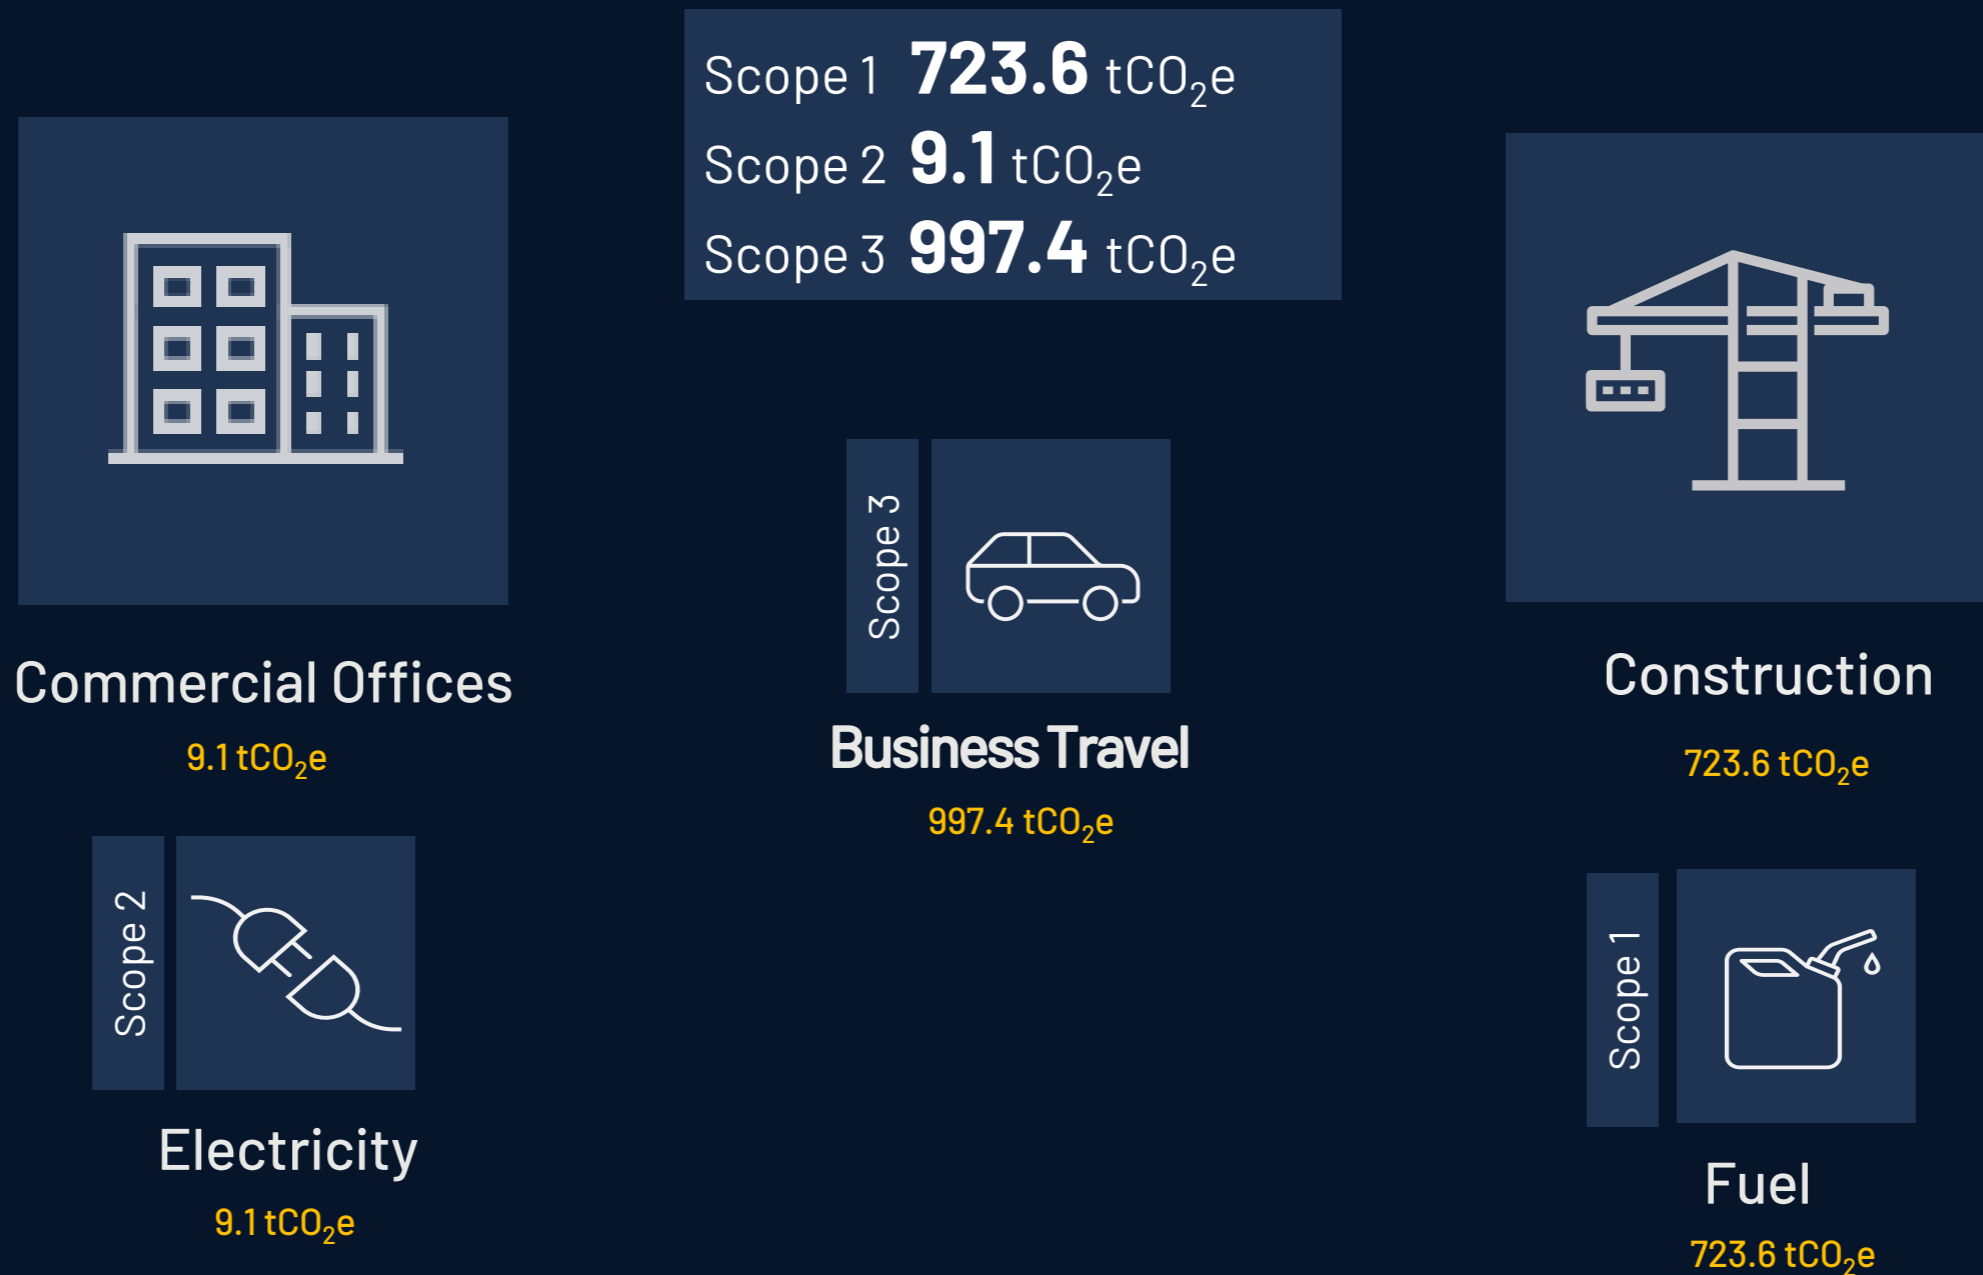 Scope 1 723.6 tCO₂e
Scope 2 9.1 tCO₂e
Scope 3 997.4 tCO₂e
Commercial Offices
9.1 tCO₂e
Scope 2
Electricity
9.1 tCO₂e
Scope 3
Business Travel
997.4 tCO₂e
Construction
723.6 tCO₂e
Scope 1
Fuel
723.6 tCO₂e